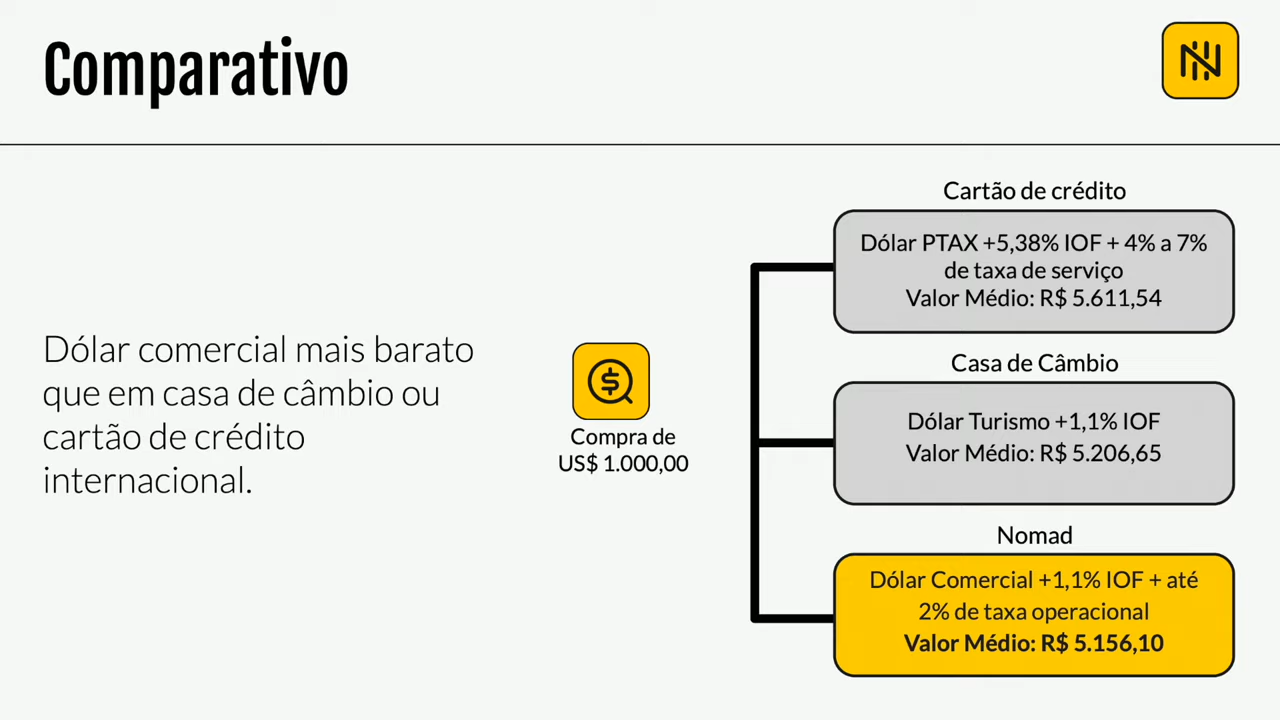 Comparativo
Dólar comercial mais barato
que em casa de câmbio ou
cartão de crédito
internacional.
Compra de
US$ 1.000,00
Cartão de crédito
Dólar PTAX +5,38% IOF + 4% a 7%
de taxa de serviço
Valor Médio: R$ 5.611,54
Casa de Câmbio
Dólar Turismo +1,1% IOF
Valor Médio: R$ 5.206,65
Nomad
Dólar Comercial +1,1% IOF + até
2% de taxa operacional
Valor Médio: R$ 5.156,10